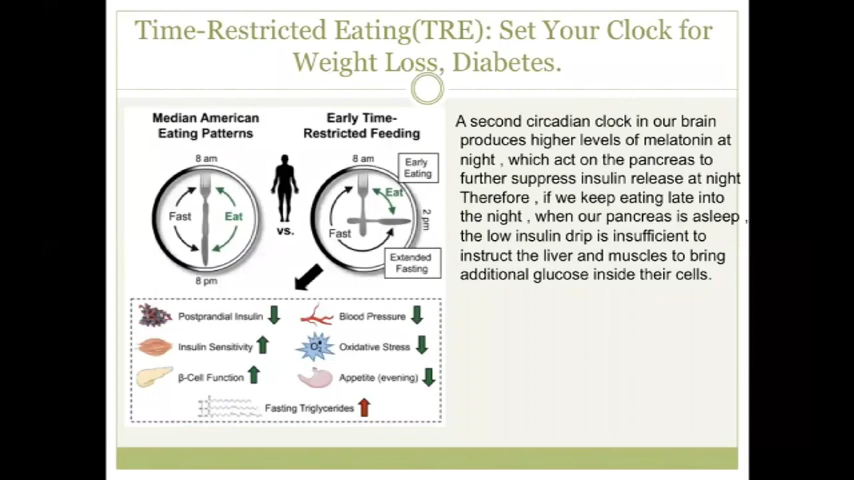 Time-Restricted Eating(TRE): Set Your Clock for
Weight Loss, Diabetes.
Median American
Eating Patterns
8 am
Fast
Eat
8 pm
vs.
Early Time-
Restricted Feeding
8 am
Early
Eating
Eat
2 pm
Fast
Extended
Fasting
Postprandial Insulin
Blood Pressure
Insulin Sensitivity
O₂
Oxidative Stress
β-Cell Function
Appetite (evening)
Fasting Triglycerides
A second circadian clock in our brain
produces higher levels of melatonin at
night , which act on the pancreas to
further suppress insulin release at night
Therefore , if we keep eating late into
the night , when our pancreas is asleep ,
the low insulin drip is insufficient to
instruct the liver and muscles to bring
additional glucose inside their cells.